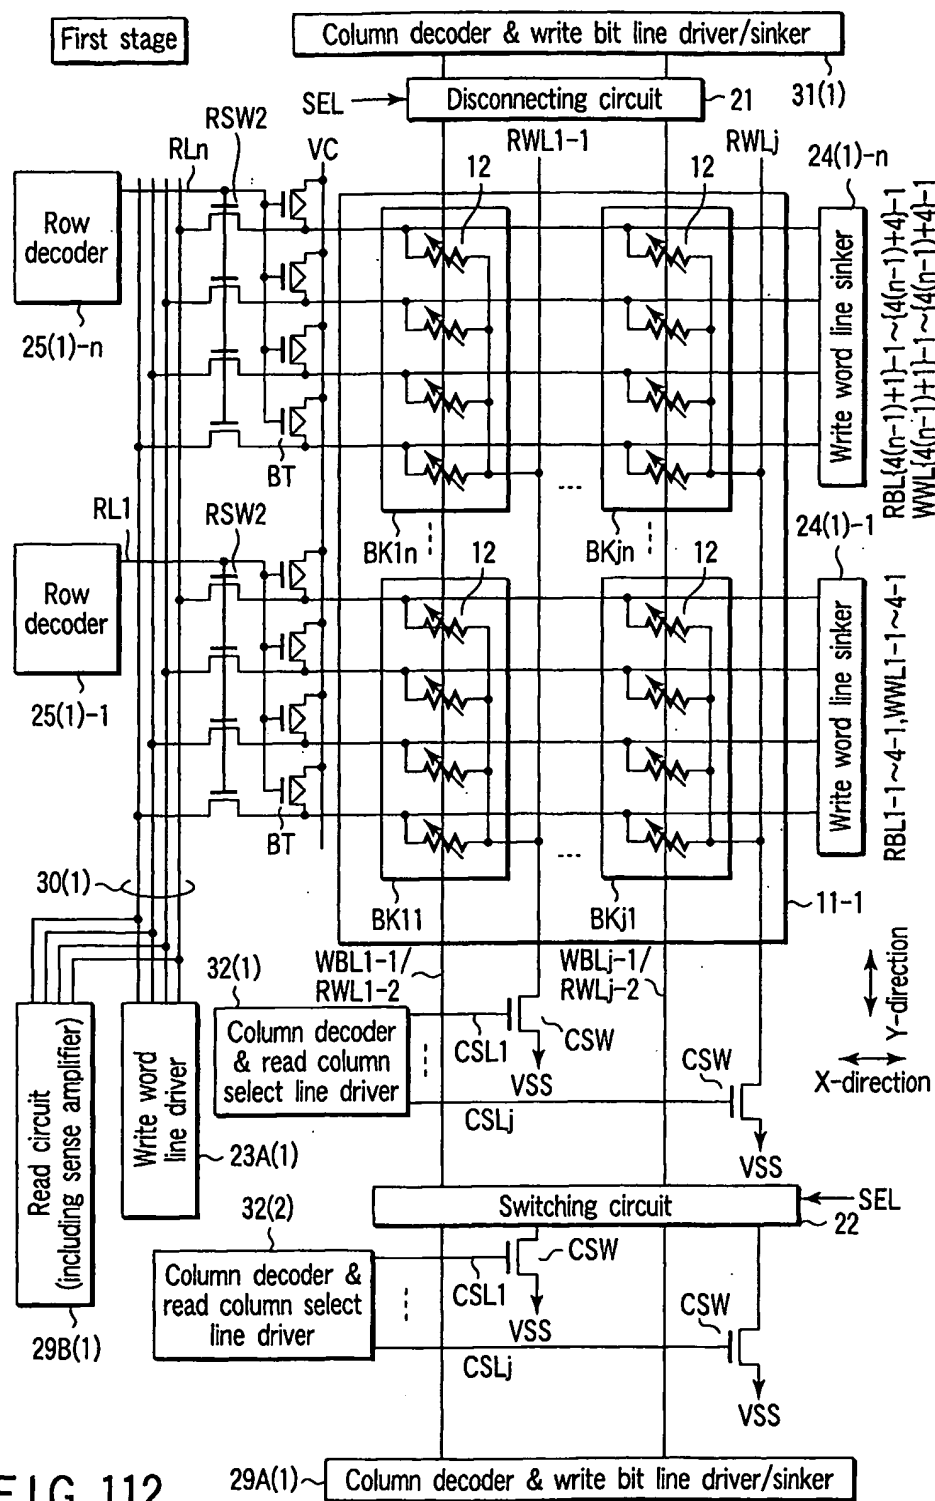 First stage
Column decoder & write bit line driver/sinker
31(1)
SEL
Disconnecting circuit
21
RSW2
RLn
VC
RWL1-1
RWLj
24(1)-n
12
12
Row
decoder
25(1)-n
Write word line sinker
RBL{4(n-1)+1}-1~{4(n-1)+4}-1
WWL{4(n-1)+1}-1~{4(n-1)+4}-1
BT
...
...
RL1
RSW2
BK1n
BKjn
24(1)-1
12
12
Row
decoder
25(1)-1
Write word line sinker
RBL1-1~4-1,WWL1-1~4-1
BT
...
...
30(1)
BK11
BKj1
11-1
WBL1-1/
RWL1-2
WBLj-1/
RWLj-2
Y-direction
X-direction
32(1)
Column decoder
& read column
select line driver
CSL1
CSW
VSS
CSW
CSLj
VSS
Read circuit
(including sense amplifier)
29B(1)
Write word
line driver
23A(1)
Switching circuit
SEL
22
32(2)
Column decoder &
read column select
line driver
CSL1
CSW
VSS
CSW
CSLj
VSS
FIG. 112
29A(1)
Column decoder & write bit line driver/sinker